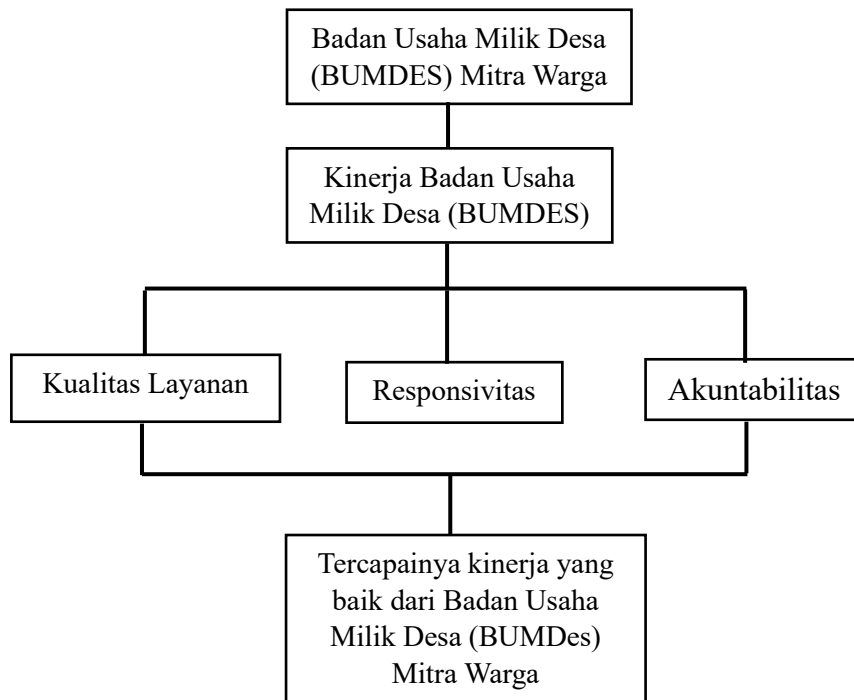 Badan Usaha Milik Desa
(BUMDES) Mitra Warga
Kinerja Badan Usaha
Milik Desa (BUMDES)
Kualitas Layanan
Responsivitas
Akuntabilitas
Tercapainya kinerja yang
baik dari Badan Usaha
Milik Desa (BUMDes)
Mitra Warga